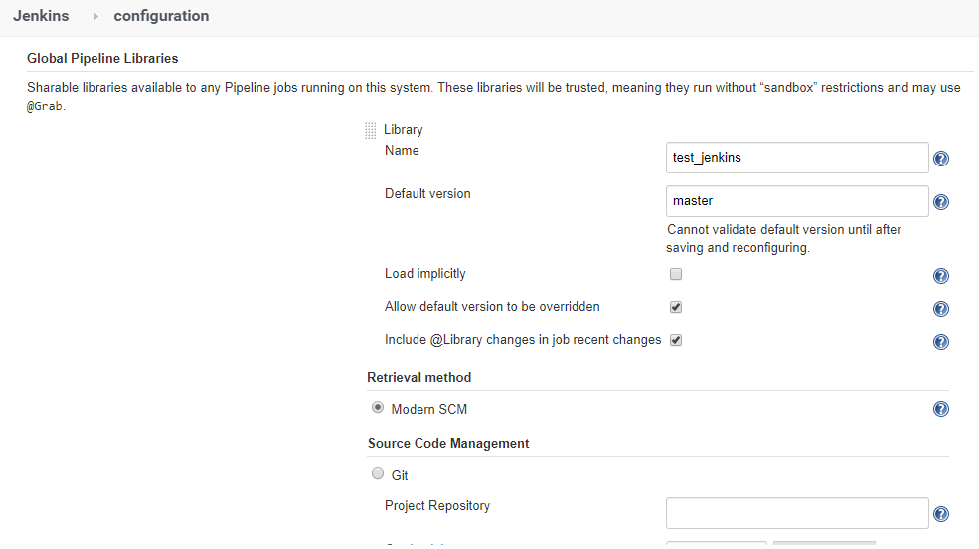 Jenkins › configuration
Global Pipeline Libraries
Sharable libraries available to any Pipeline jobs running on this system. These libraries will be trusted, meaning they run without “sandbox” restrictions and may use
@Grab.
Library
Name
test_jenkins
Default version
master
Cannot validate default version until after
saving and reconfiguring.
Load implicitly
Allow default version to be overridden
Include @Library changes in job recent changes
Retrieval method
Modern SCM
Source Code Management
Git
Project Repository